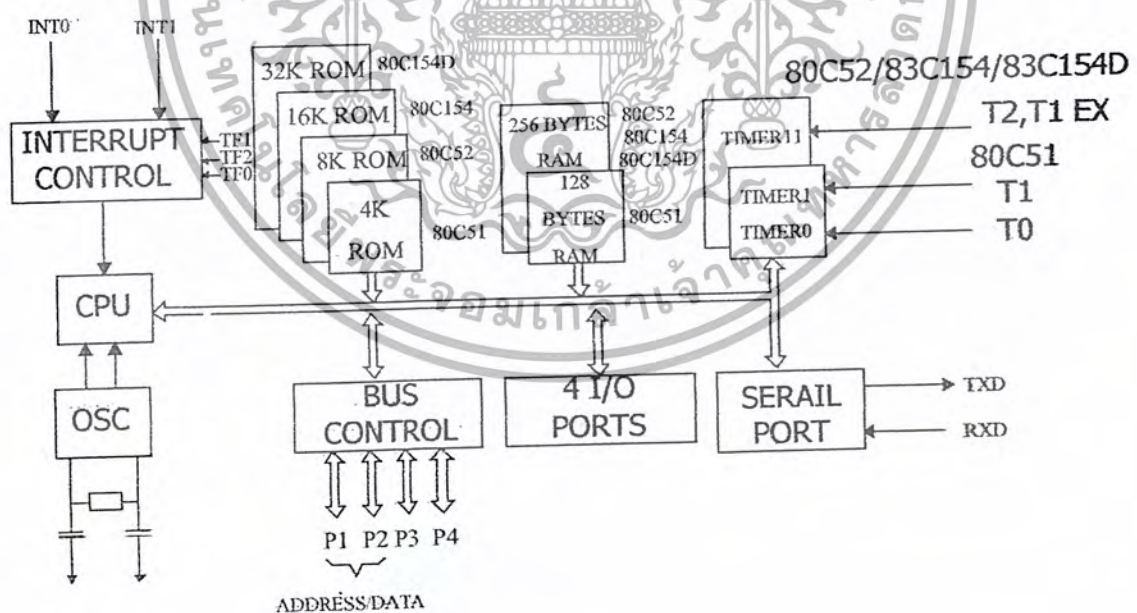 INT0
INT1
INTERRUPT
CONTROL
TF1
TF2
TF0
32K ROM
80C154D
16K ROM
80C154
8K ROM
80C52
4K
ROM
80C51
256 BYTES
RAM
80C52
80C154
80C154D
128
BYTES
RAM
80C51
TIMER11
TIMER1
TIMER0
80C52/83C154/83C154D
T2,T1 EX
80C51
T1
T0
CPU
OSC
BUS
CONTROL
4 I/O
PORTS
SERAIL
PORT
TXD
RXD
P1 P2 P3 P4
ADDRESS/DATA